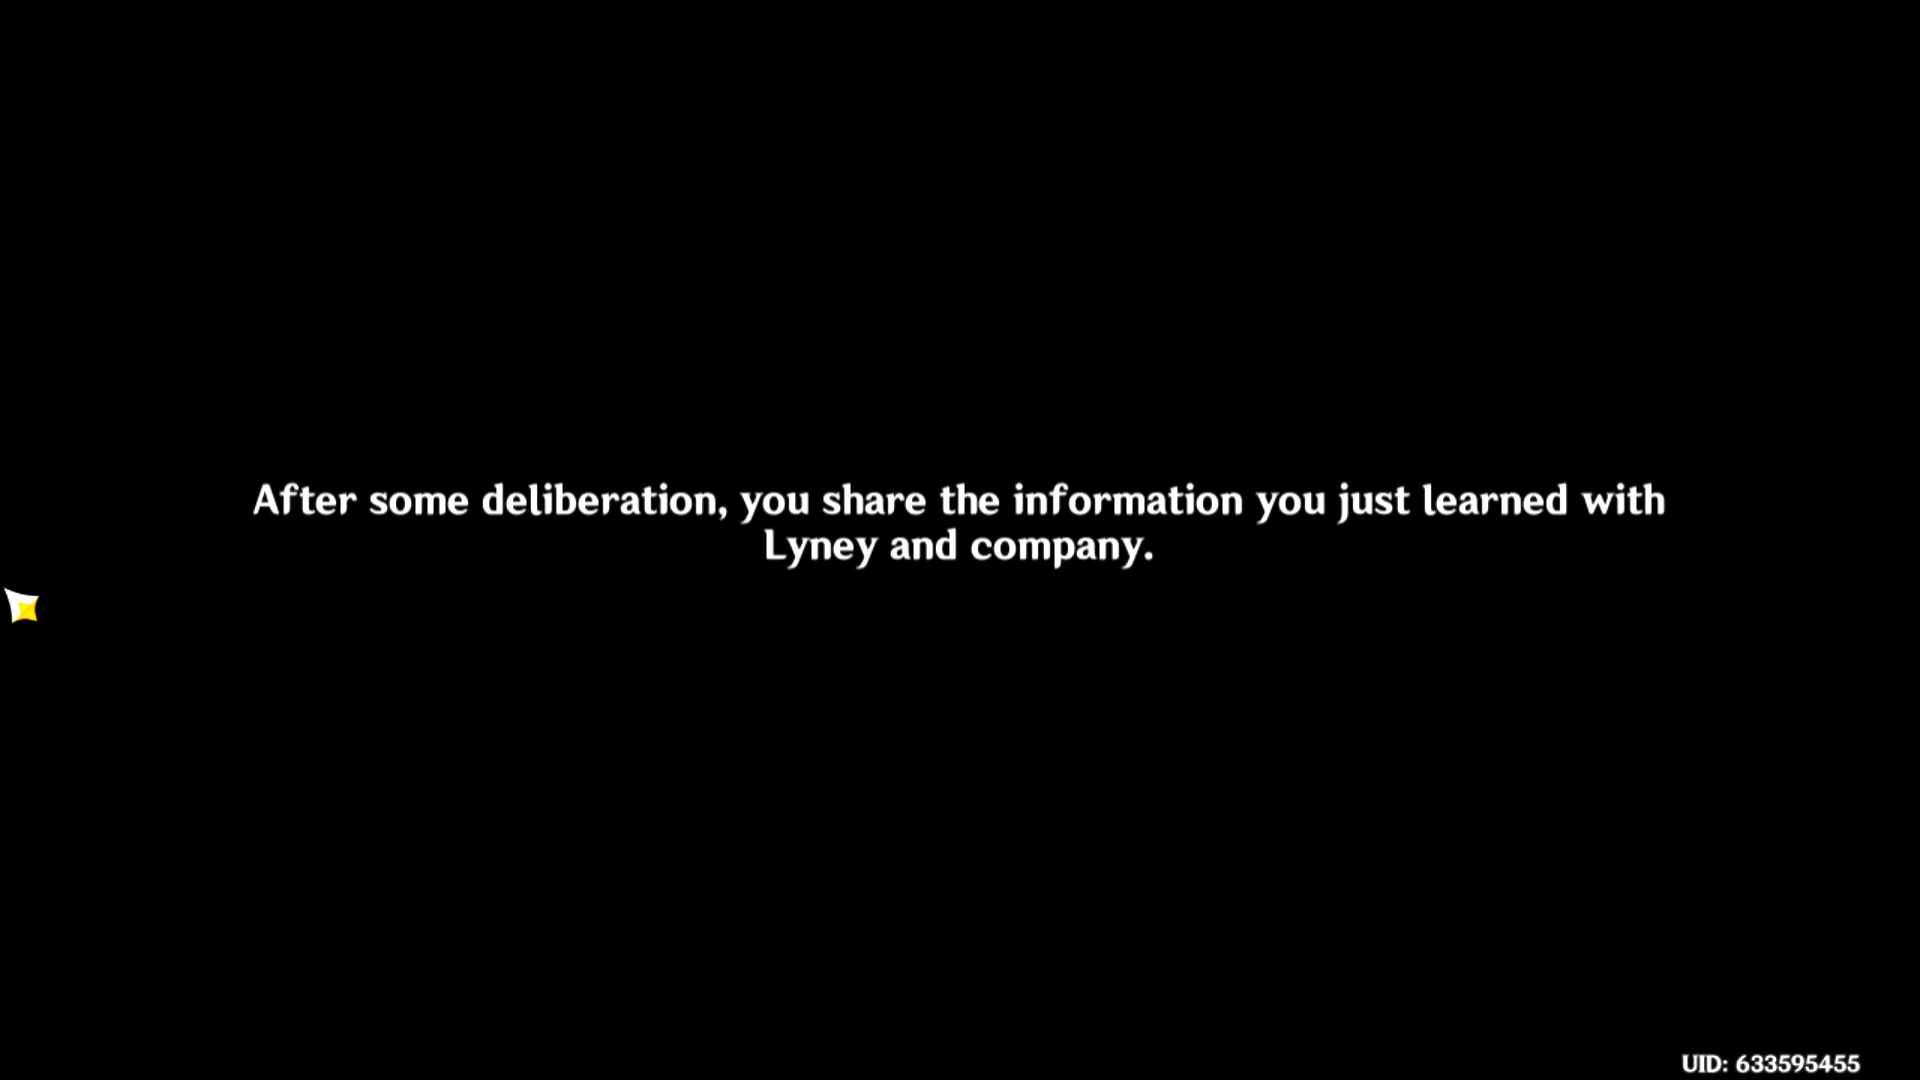 After some deliberation, you share the information you just learned with
Lyney and company.
UID: 633595455